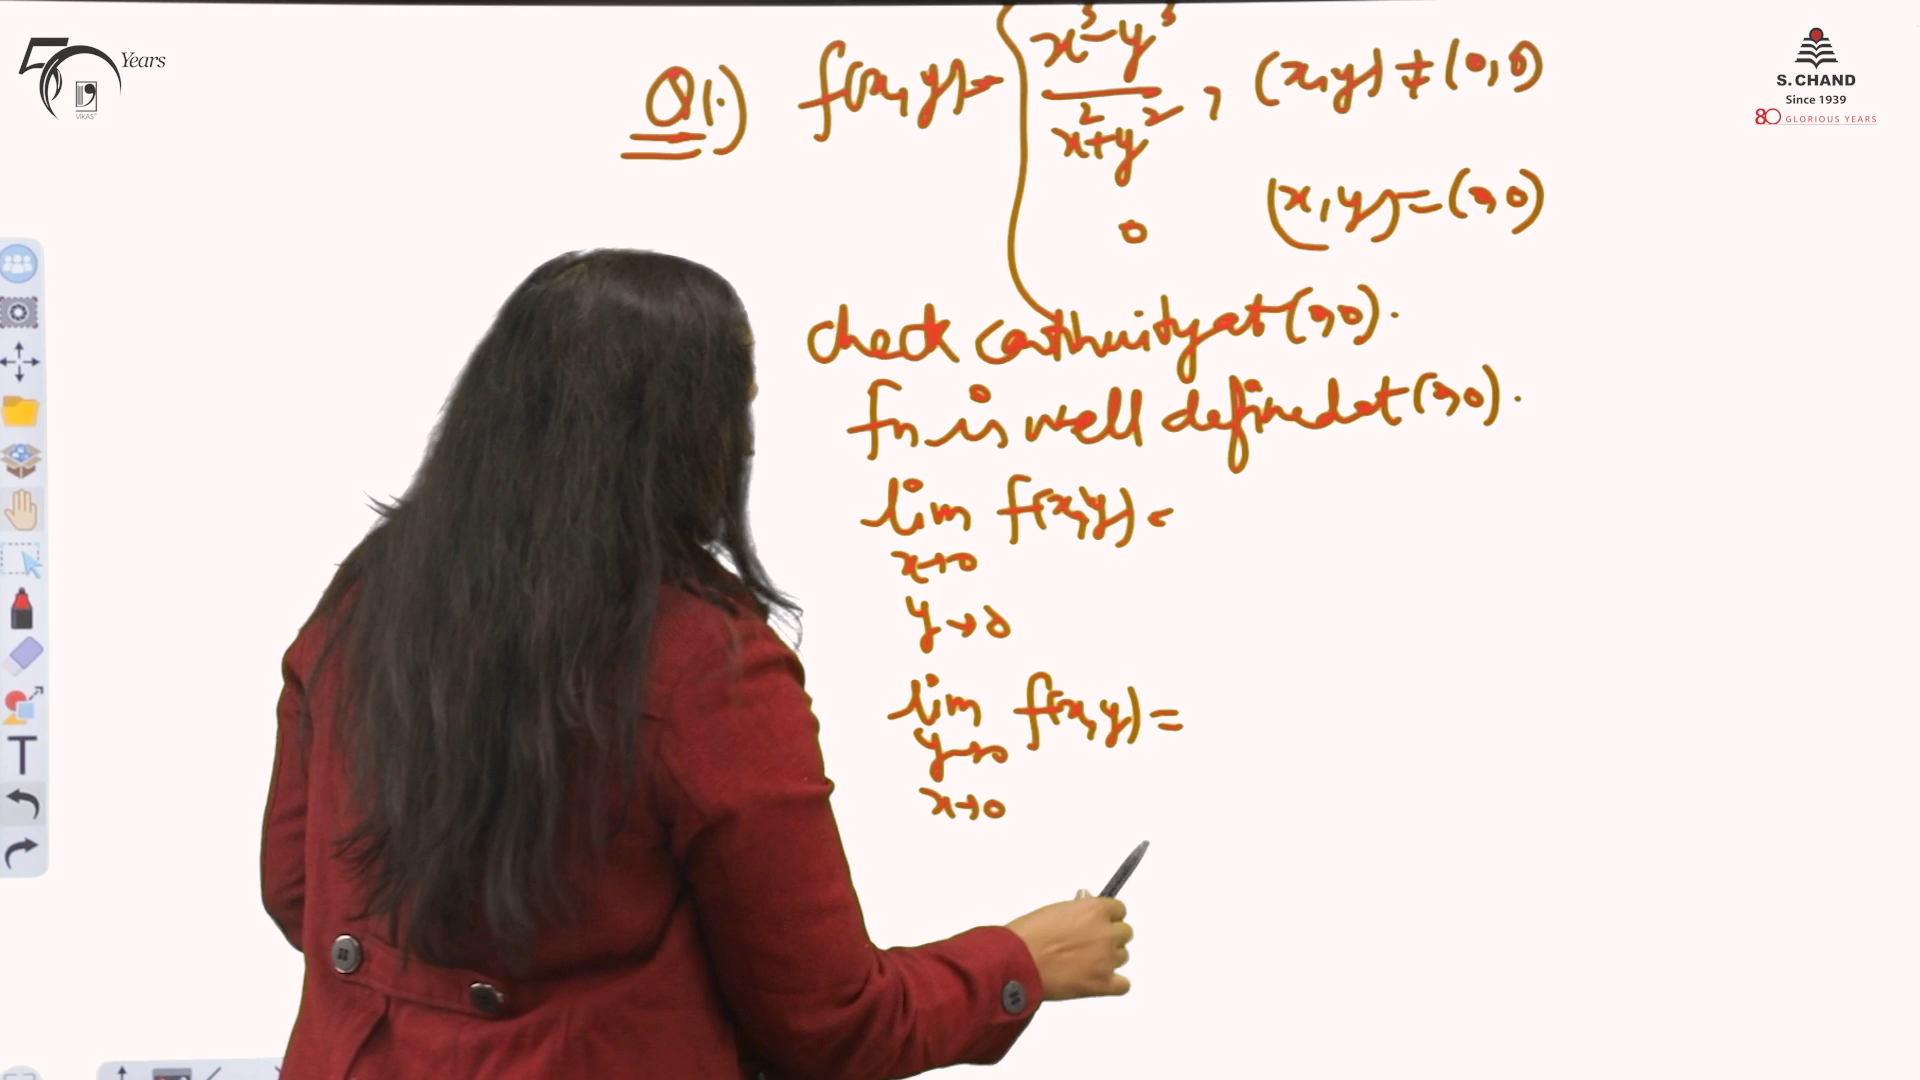 50 Years
VIKAS
S. CHAND
Since 1939
80 GLORIOUS YEARS
Q1.) f(x,y) = { x³-y³ / x²+y² , (x,y) ≠ (0,0)
0 (x,y) = (0,0)
check continuity at (0,0).
fn is well defined at (0,0).
lim f(x,y) =
x→0
y→0
lim f(x,y) =
y→0
x→0
T